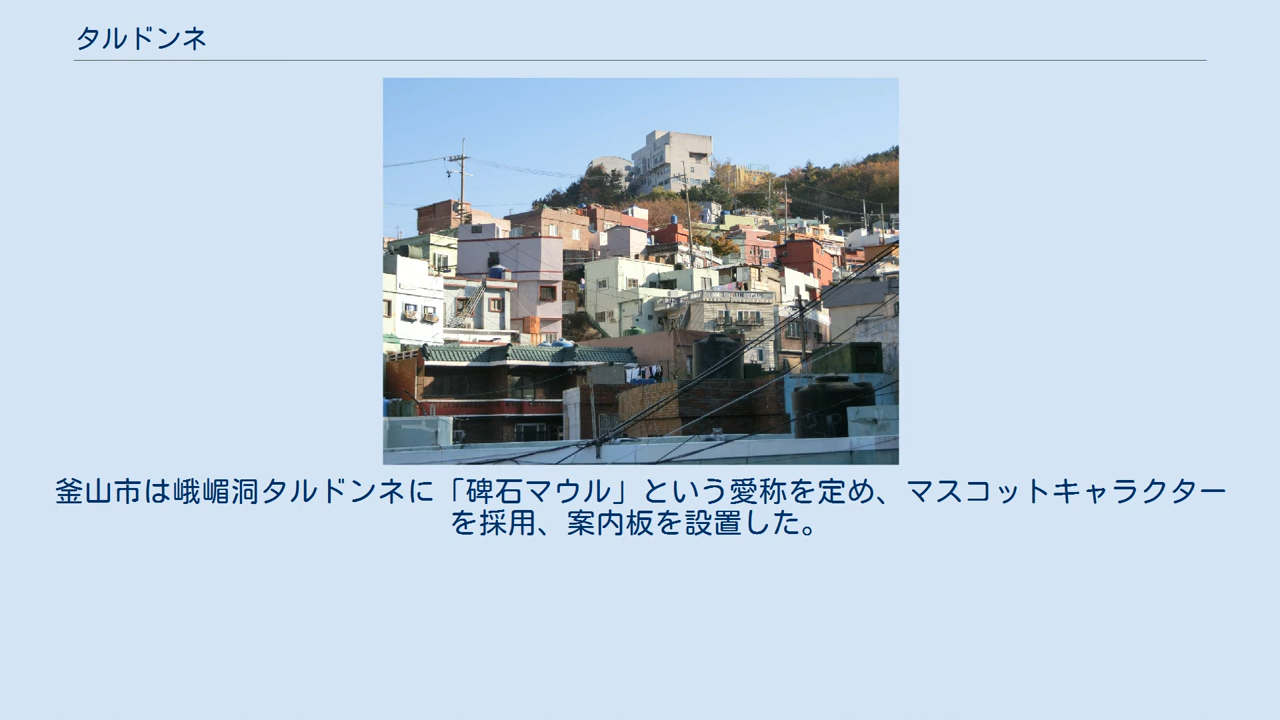 タルドンネ
釜山市は峨嵋洞タルドンネに「碑石マウル」という愛称を定め、マスコットキャラクター
を採用、案内板を設置した。